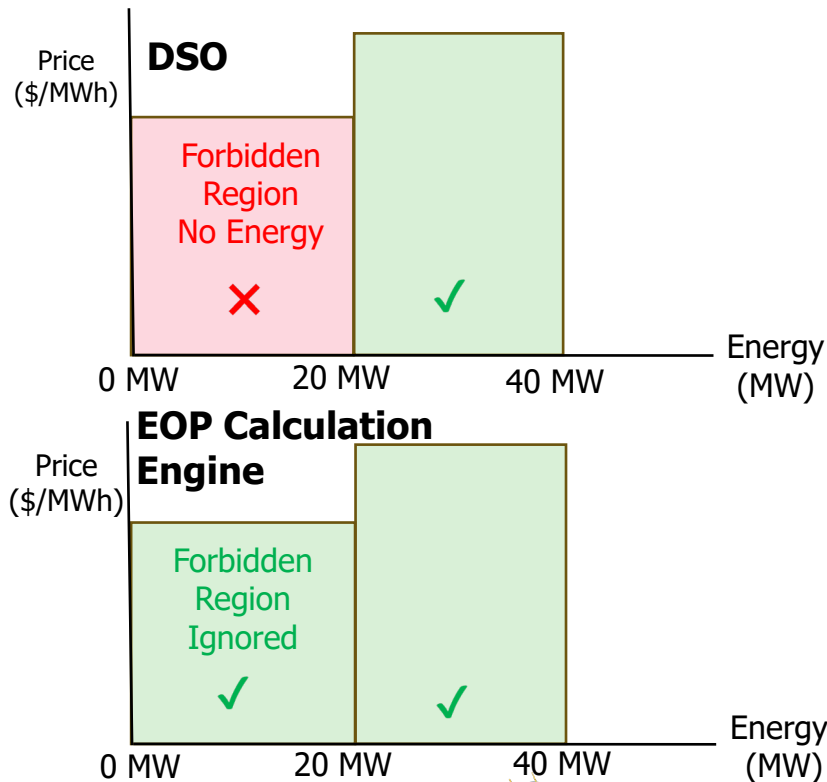 DSO
Price
($/MWh)
Forbidden
Region
No Energy
Energy
(MW)
0 MW
20 MW
40 MW
EOP Calculation
Engine
Price
($/MWh)
Forbidden
Region
Ignored
Energy
(MW)
0 MW
20 MW
40 MW